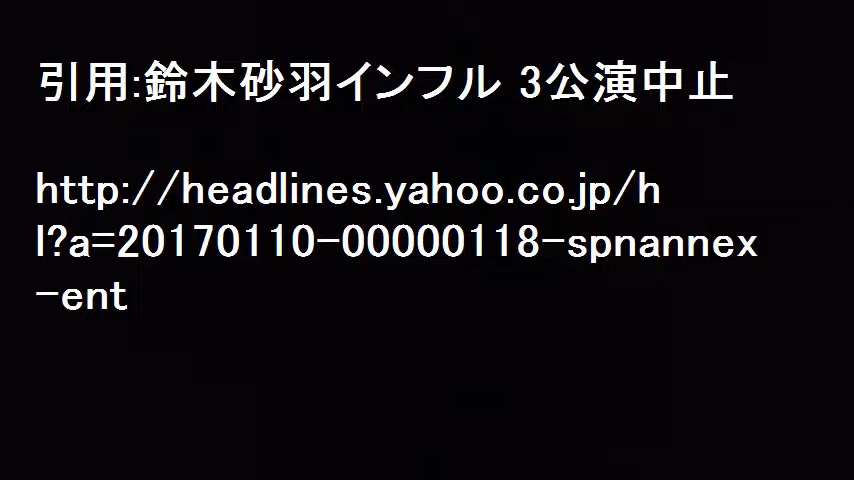 引用:鈴木砂羽インフル 3公演中止
http://headlines.yahoo.co.jp/h
l?a=20170110-00000118-spnannex
-ent